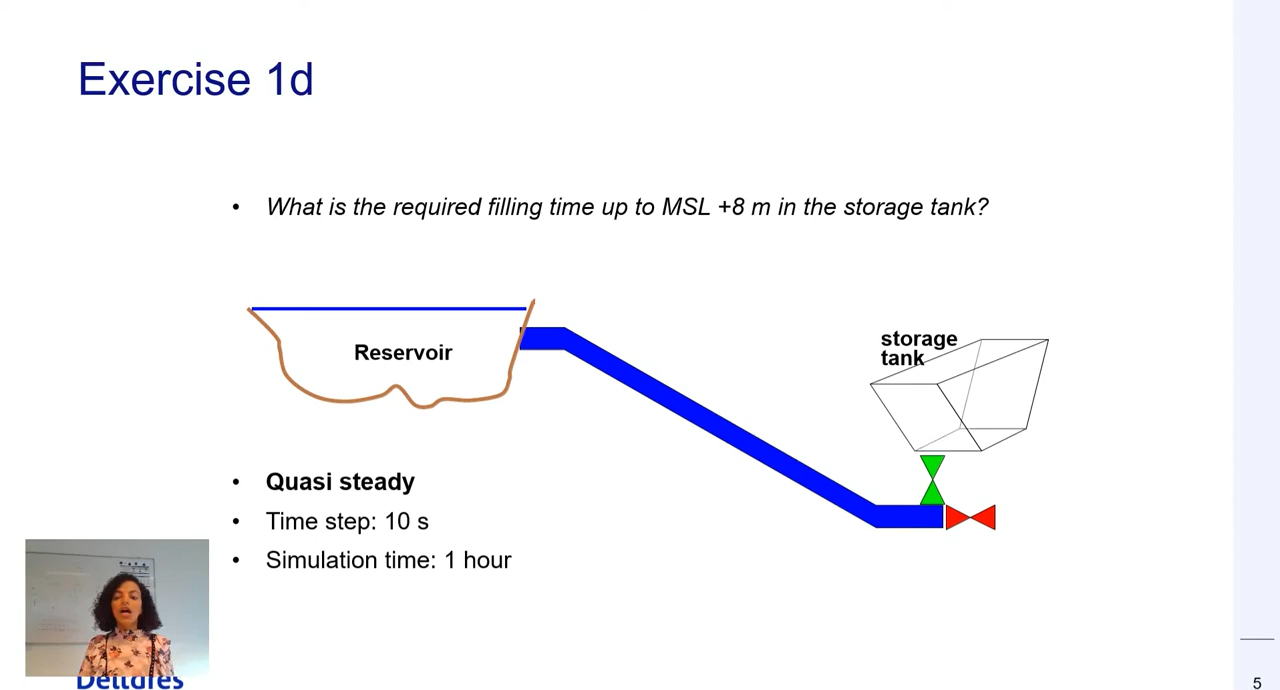 Exercise 1d
• What is the required filling time up to MSL +8 m in the storage tank?
Reservoir
storage
tank
• Quasi steady
• Time step: 10 s
• Simulation time: 1 hour
Deltares
5